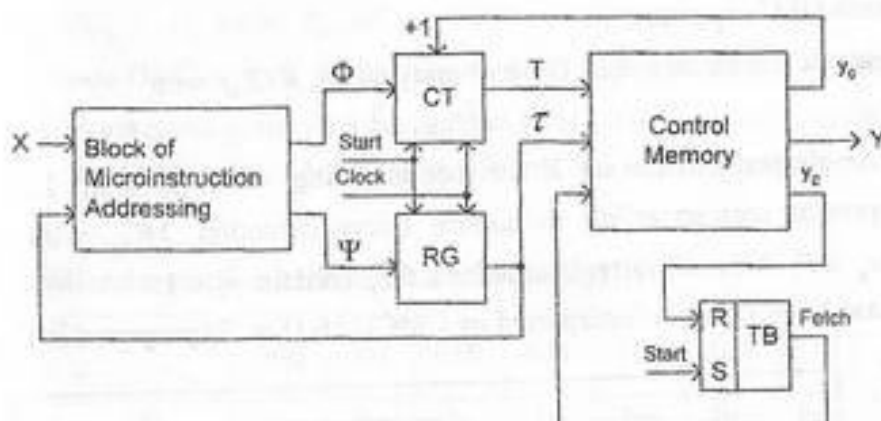 +1
Φ
CT
T
y₀
X
Block of
Microinstruction
Addressing
Start
Clock
τ
Control
Memory
Y
y_E
Ψ
RG
R
TB
Fetch
Start
S